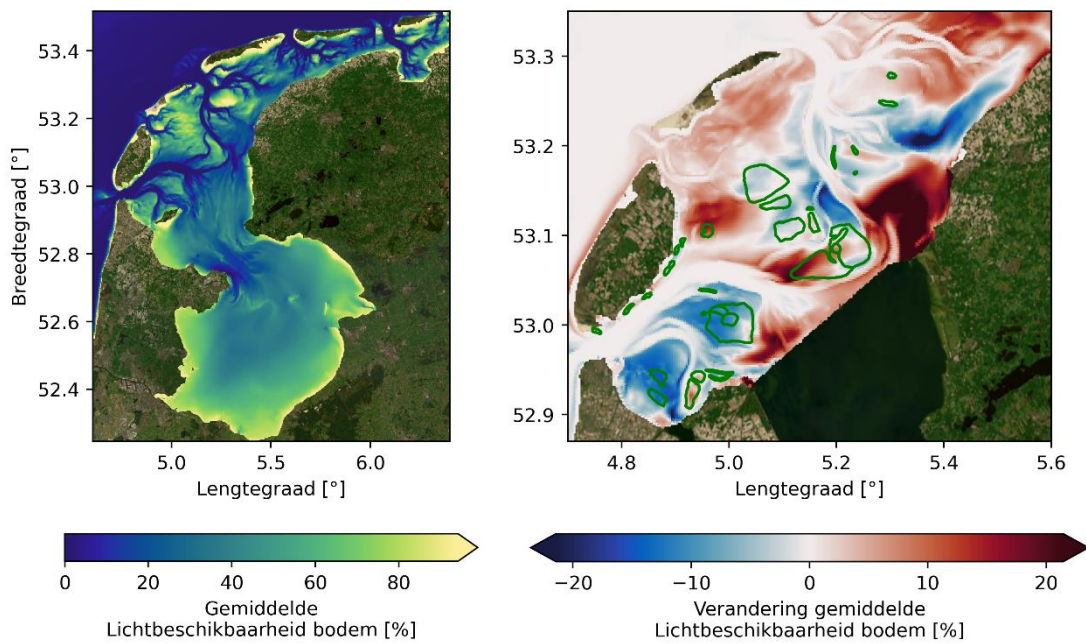 53.4
53.2
53.0
52.8
52.6
52.4
Breedtegraad [°]
5.0 5.5 6.0
Lengtegraad [°]
53.3
53.2
53.1
53.0
52.9
4.8 5.0 5.2 5.4 5.6
Lengtegraad [°]
0 20 40 60 80
Gemiddelde
Lichtbeschikbaarheid bodem [%]
−20 −10 0 10 20
Verandering gemiddelde
Lichtbeschikbaarheid bodem [%]